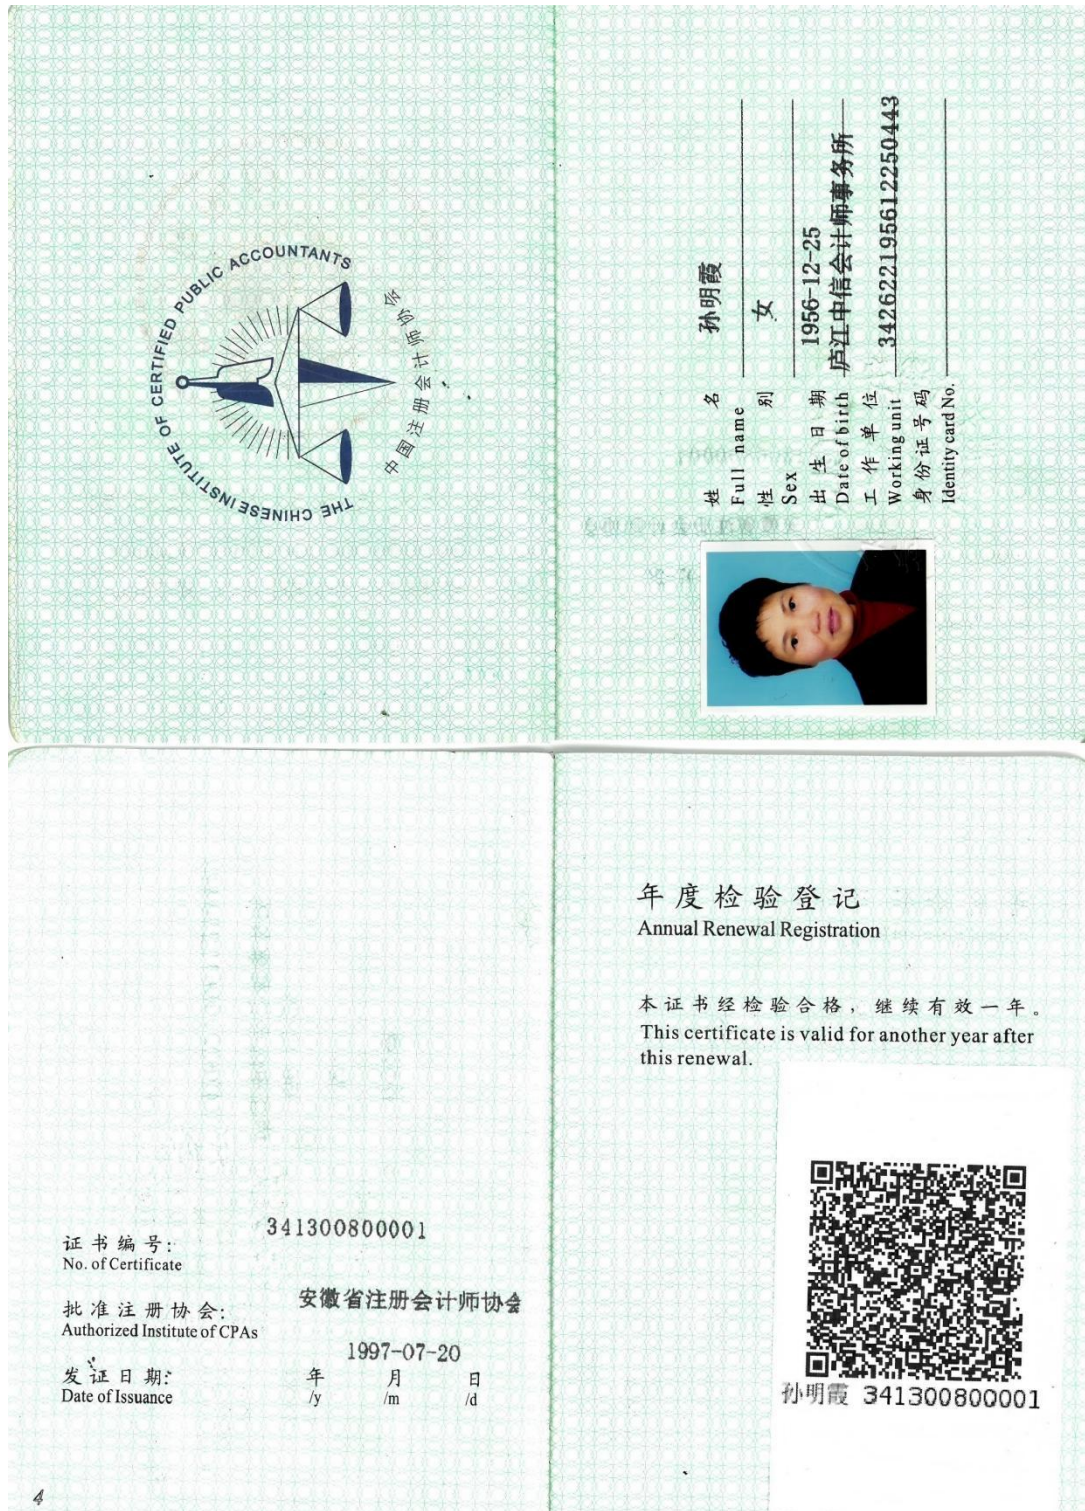 THE CHINESE INSTITUTE OF CERTIFIED PUBLIC ACCOUNTANTS
中国注册会计师协会
姓 名 孙明霞
Full name
性 别 女
Sex
出 生 日 期 1956-12-25
Date of birth
工 作 单 位 庐江中信会计师事务所
Working unit
身 份 证 号 码 342622195612250443
Identity card No.
证 书 编 号: 341300800001
No. of Certificate
批 准 注 册 协 会: 安徽省注册会计师协会
Authorized Institute of CPAs
发 证 日 期: 1997-07-20
Date of Issuance
年 月 日
/y /m /d
4
年 度 检 验 登 记
Annual Renewal Registration
本 证 书 经 检 验 合 格 , 继 续 有 效 一 年 。
This certificate is valid for another year after
this renewal.
孙明霞 341300800001